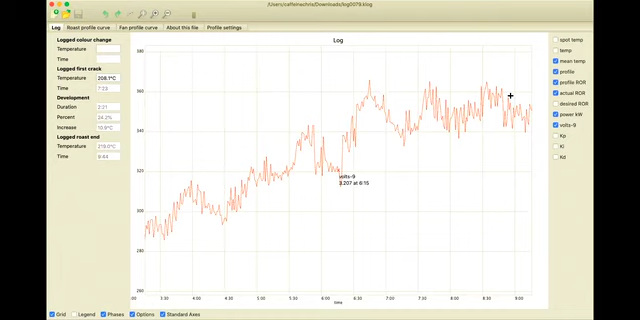 /Users/caffeinechris/Downloads/log0079.klog
Log
Roast profile curve
Fan profile curve
About this file
Profile settings
Logged colour change
Temperature
Time
Logged first crack
Temperature 208.1°C
Time 7:23
Development
Duration 2:21
Percent 24.2%
Increase 10.9°C
Logged roast end
Temperature 219.0°C
Time 9:44
Log
380
360
340
320
300
280
260
volts-9
3.207 at 6:15
:00 3:30 4:00 4:30 5:00 5:30 6:00 6:30 7:00 7:30 8:00 8:30 9:00
time
spot temp
temp
mean temp
profile
profile ROR
actual ROR
desired ROR
power kW
volts-9
Kp
Ki
Kd
Grid
Legend
Phases
Options
Standard Axes